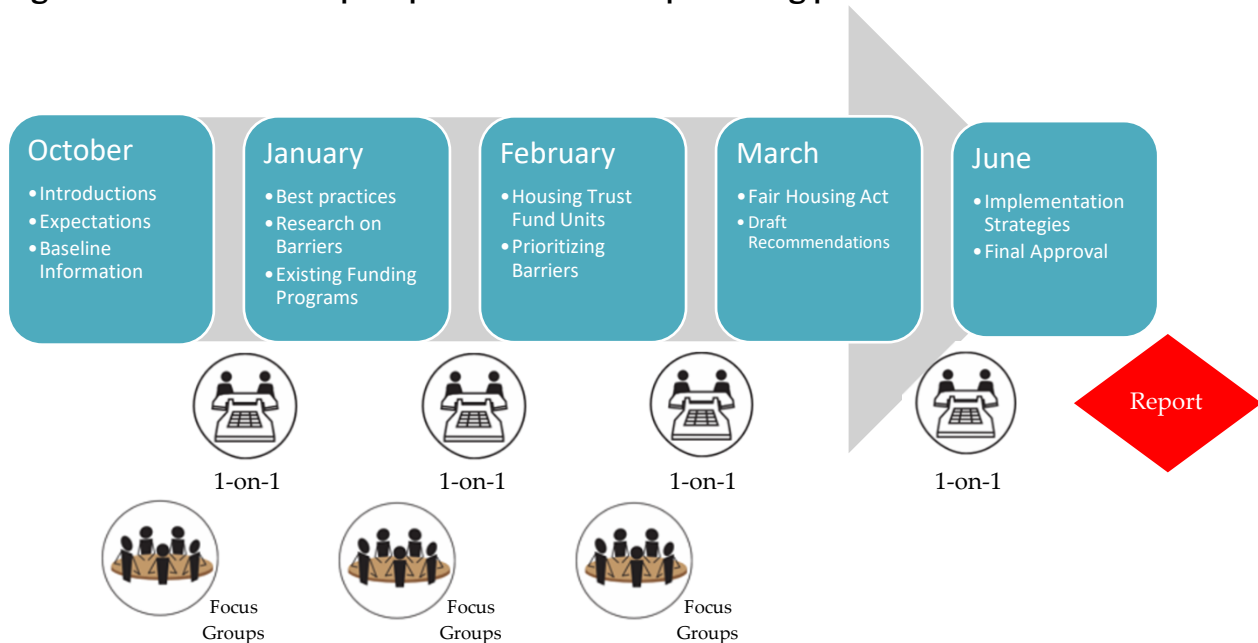 October
• Introductions
• Expectations
• Baseline
Information
January
• Best practices
• Research on
Barriers
• Existing Funding
Programs
February
• Housing Trust
Fund Units
• Prioritizing
Barriers
March
• Fair Housing Act
• Draft
Recommendations
June
• Implementation
Strategies
• Final Approval
Report
1-on-1
1-on-1
1-on-1
1-on-1
Focus
Groups
Focus
Groups
Focus
Groups